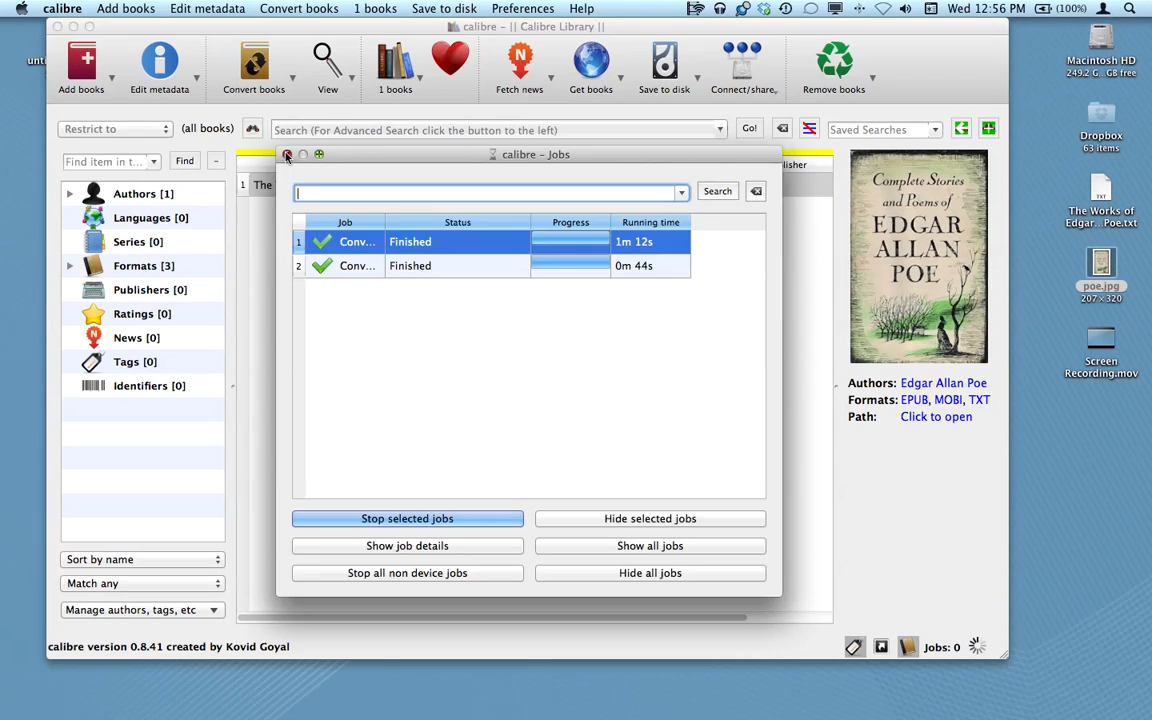 calibre Add books Edit metadata Convert books 1 books Save to disk Preferences Help Wed 12:56 PM (100%)
calibre - || Calibre Library ||
Add books Edit metadata Convert books View 1 books Fetch news Get books Save to disk Connect/share Remove books
Macintosh HD
249.2 G...GB free
Restrict to (all books) Search (For Advanced Search click the button to the left) Go! Saved Searches
Dropbox
63 items
Find item in t... Find -
calibre - Jobs
1 The
Search
Job Status Progress Running time
1 Conv... Finished 1m 12s
2 Conv... Finished 0m 44s
Authors [1]
Languages [0]
Series [0]
Formats [3]
Publishers [0]
Ratings [0]
News [0]
Tags [0]
Identifiers [0]
Complete Stories
and Poems of
EDGAR
ALLAN
POE
TXT
The Works of
Edgar...Poe.txt
poe.jpg
207 × 320
Screen
Recording.mov
Authors: Edgar Allan Poe
Formats: EPUB, MOBI, TXT
Path: Click to open
Stop selected jobs Hide selected jobs
Show job details Show all jobs
Stop all non device jobs Hide all jobs
Sort by name
Match any
Manage authors, tags, etc
calibre version 0.8.41 created by Kovid Goyal
Jobs: 0